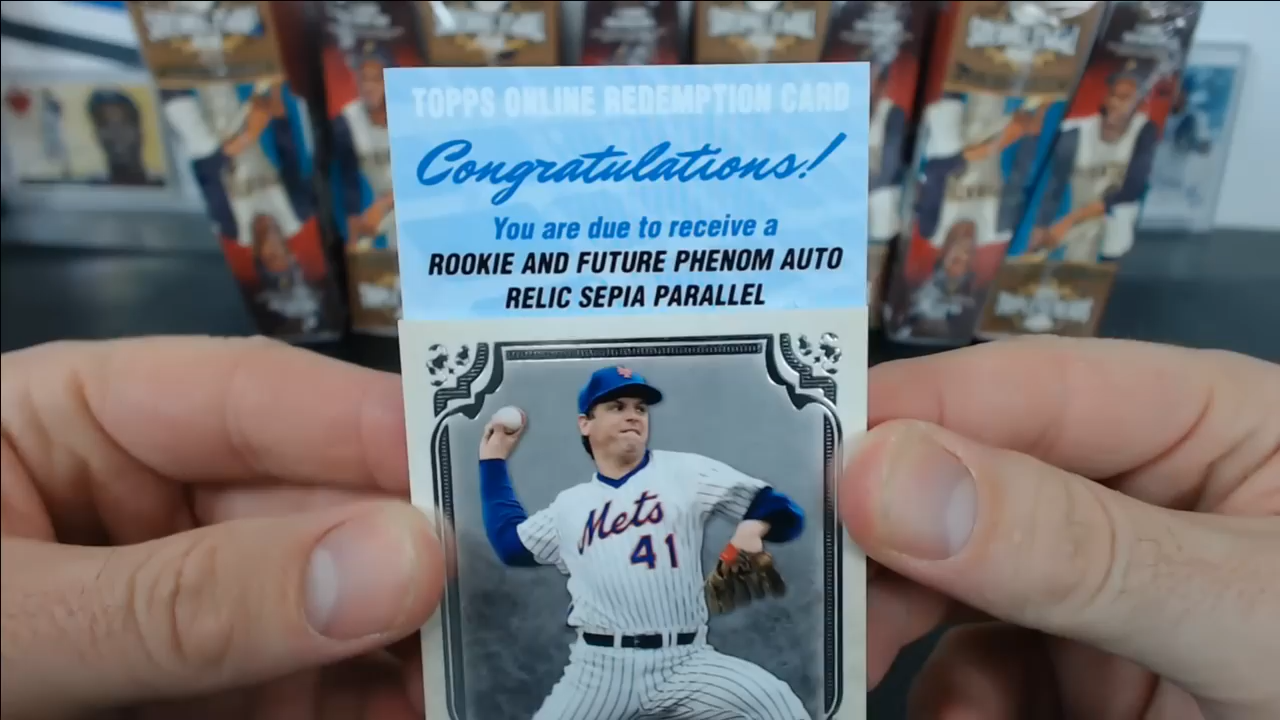 TOPPS ONLINE REDEMPTION CARD
Congratulations!
You are due to receive a
ROOKIE AND FUTURE PHENOM AUTO
RELIC SEPIA PARALLEL
Mets
41